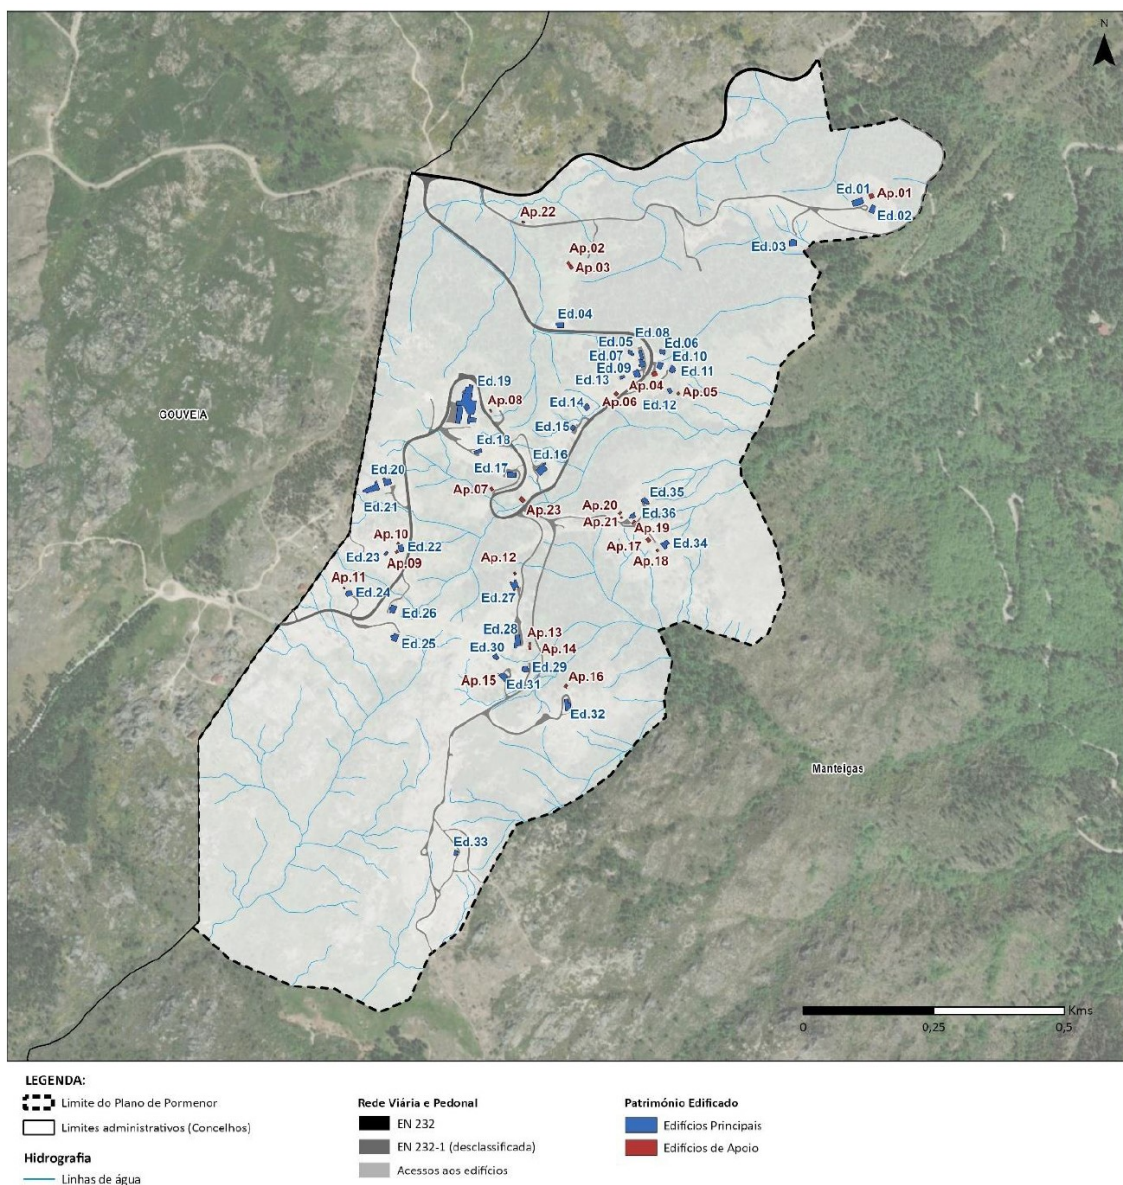 N
Ed.01
Ap.01
Ed.02
Ap.22
Ed.03
Ap.02
Ap.03
Ed.04
Ed.08
Ed.05
Ed.06
Ed.07
Ed.10
Ed.09
Ed.11
Ed.13
Ap.04
Ap.05
Ed.19
Ap.06
Ed.12
Ap.08
Ed.14
GOUVEIA
Ed.15
Ed.18
Ed.16
Ed.20
Ed.17
Ap.07
Ed.21
Ed.35
Ap.23
Ap.20
Ed.36
Ap.21
Ap.19
Ap.10
Ed.22
Ap.17
Ed.34
Ed.23
Ap.09
Ap.18
Ap.12
Ap.11
Ed.24
Ed.27
Ed.26
Ed.28
Ap.13
Ed.25
Ed.30
Ap.14
Ed.29
Ap.15
Ed.31
Ap.16
Ed.32
Manteigas
Ed.33
Kms
0
0,25
0,5
LEGENDA:
Limite do Plano de Pormenor
Limites administrativos (Concelhos)
Hidrografia
Linhas de água
Rede Viária e Pedonal
EN 232
EN 232-1 (desclassificada)
Acessos aos edifícios
Património Edificado
Edifícios Principais
Edifícios de Apoio